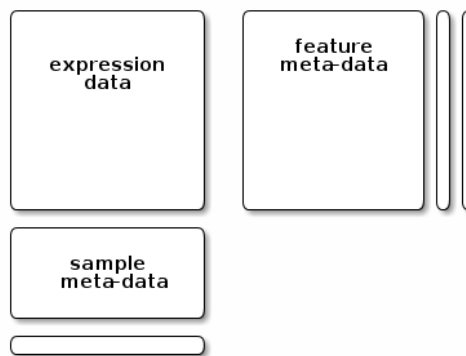 expression
data
feature
meta-data
sample
meta-data